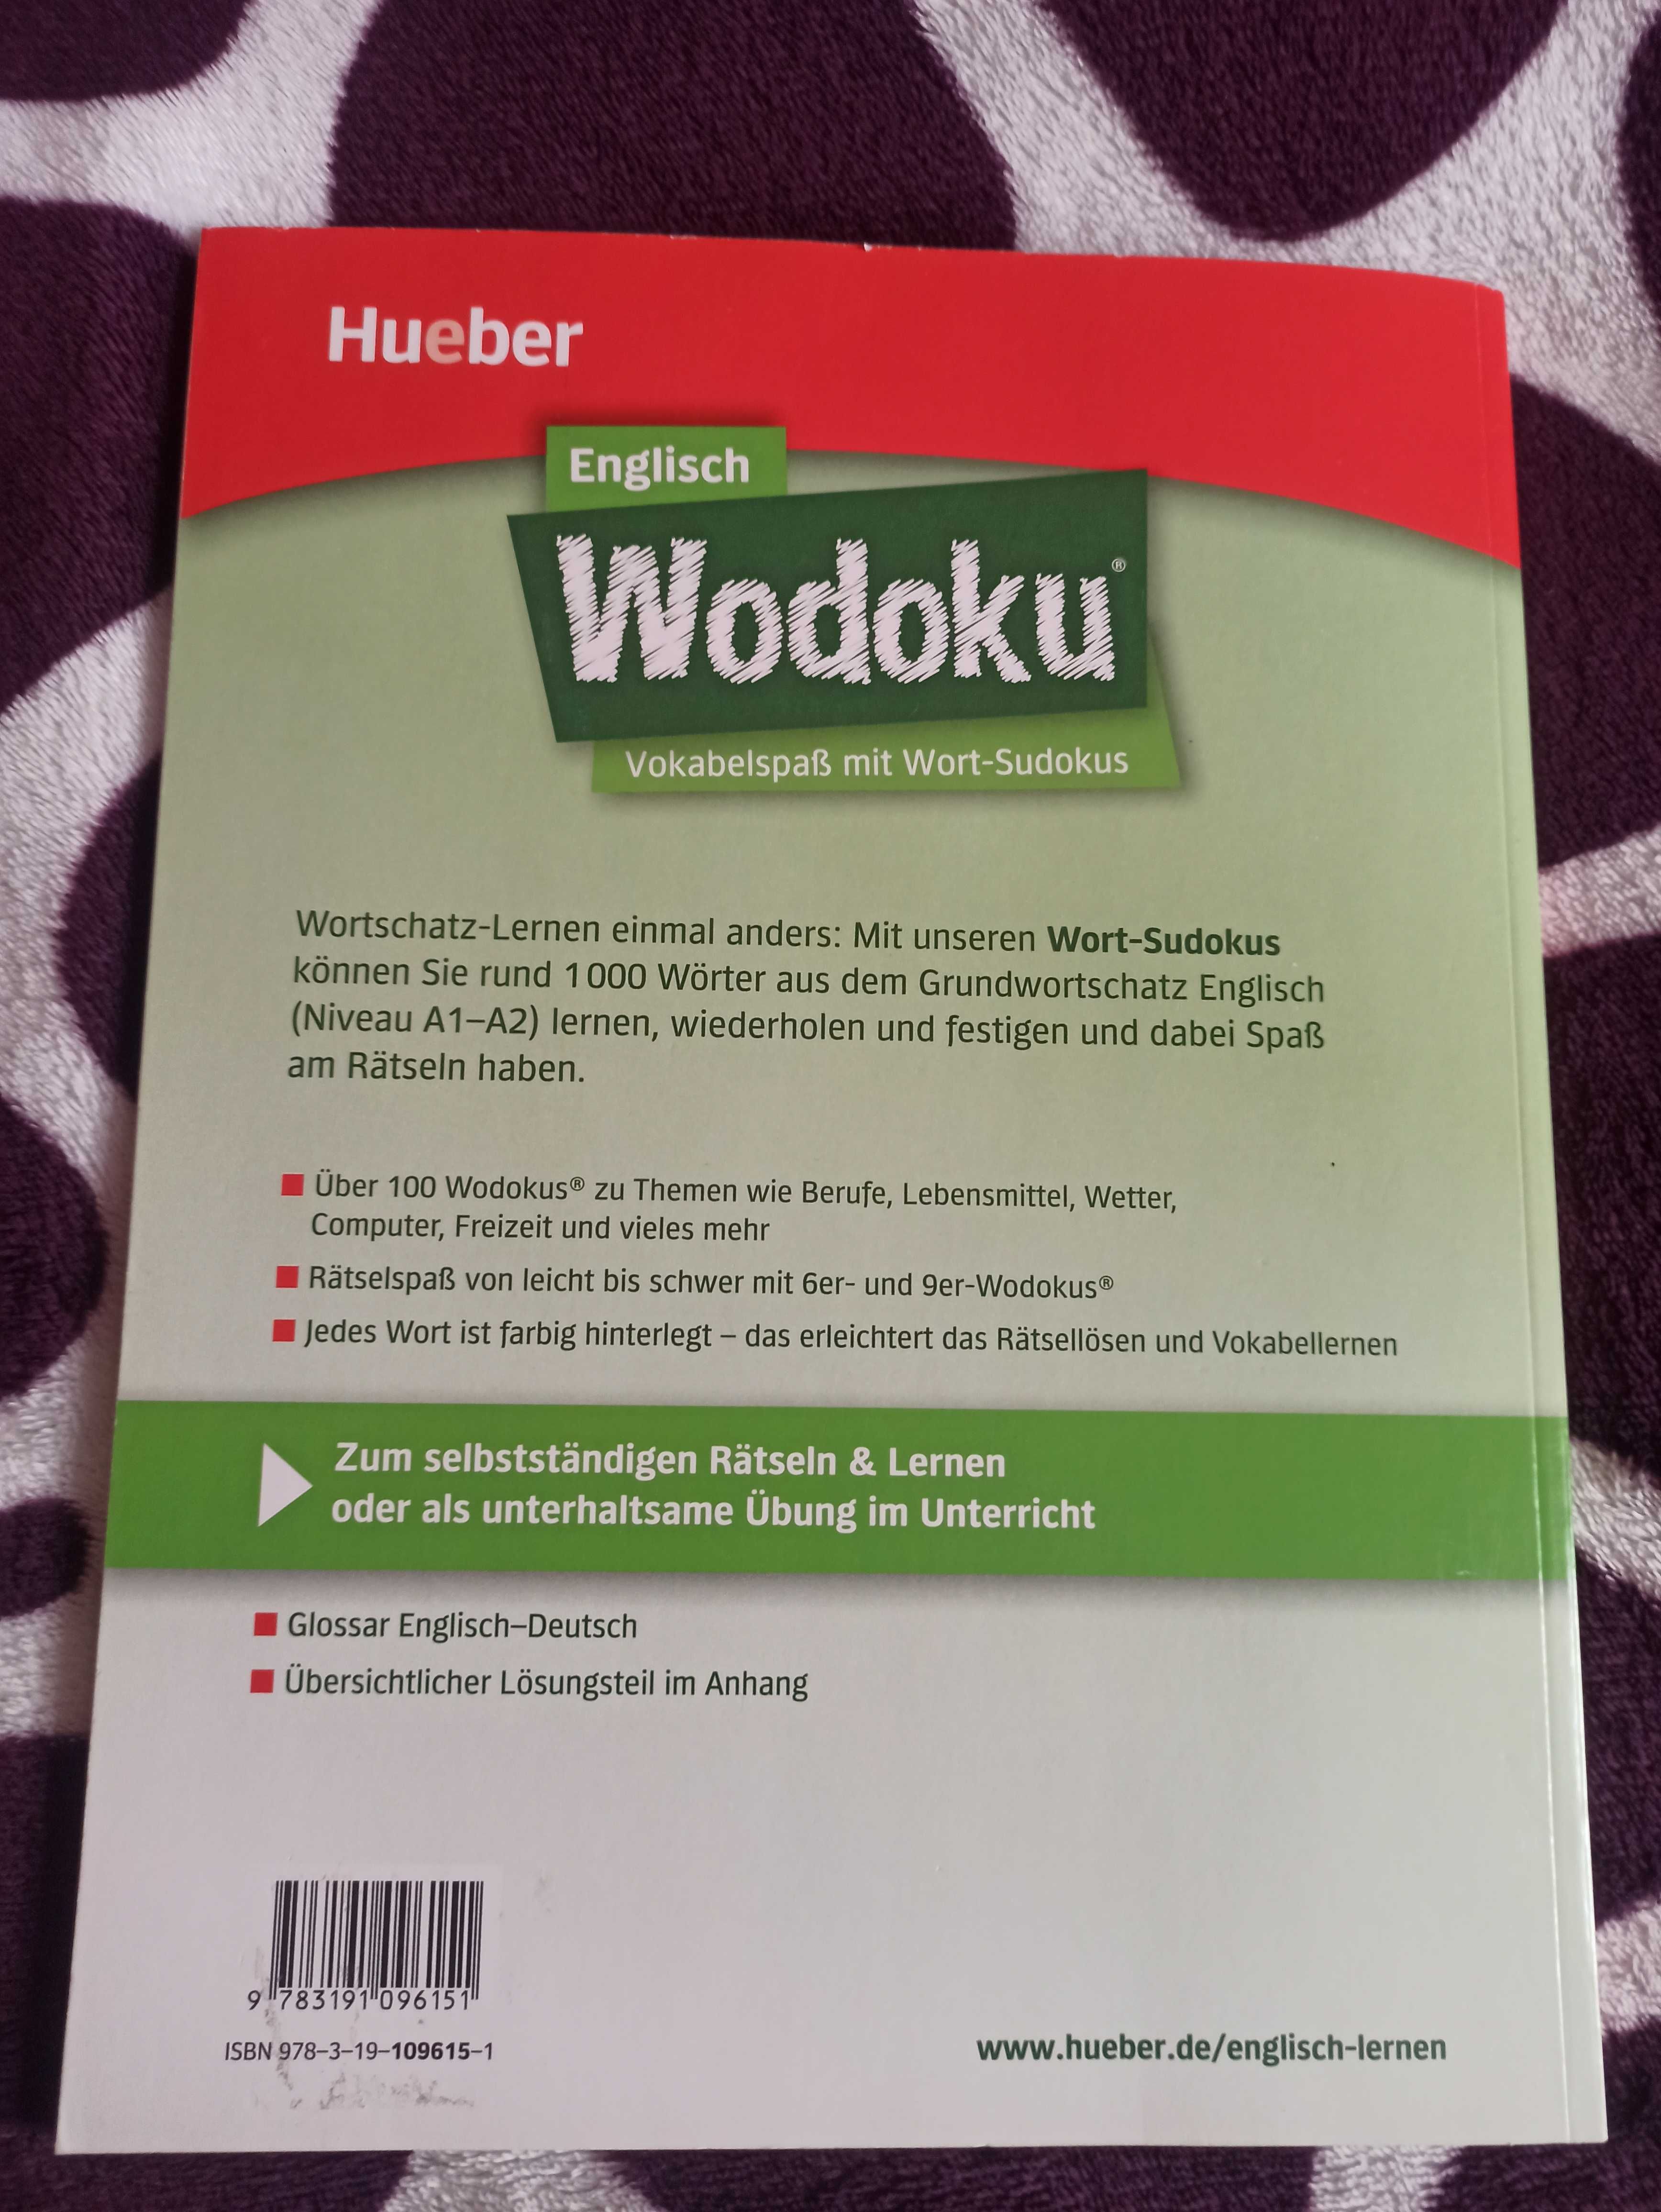 Hueber
Englisch
Wodoku®
Vokabelspaß mit Wort-Sudokus
Wortschatz-Lernen einmal anders: Mit unseren Wort-Sudokus
können Sie rund 1000 Wörter aus dem Grundwortschatz Englisch
(Niveau A1–A2) lernen, wiederholen und festigen und dabei Spaß
am Rätseln haben.
Über 100 Wodokus® zu Themen wie Berufe, Lebensmittel, Wetter,
Computer, Freizeit und vieles mehr
Rätselspaß von leicht bis schwer mit 6er- und 9er-Wodokus®
Jedes Wort ist farbig hinterlegt – das erleichtert das Rätsellösen und Vokabellernen
Zum selbstständigen Rätseln & Lernen
oder als unterhaltsame Übung im Unterricht
Glossar Englisch–Deutsch
Übersichtlicher Lösungsteil im Anhang
9 783191 096151
ISBN 978–3–19–109615–1
www.hueber.de/englisch-lernen